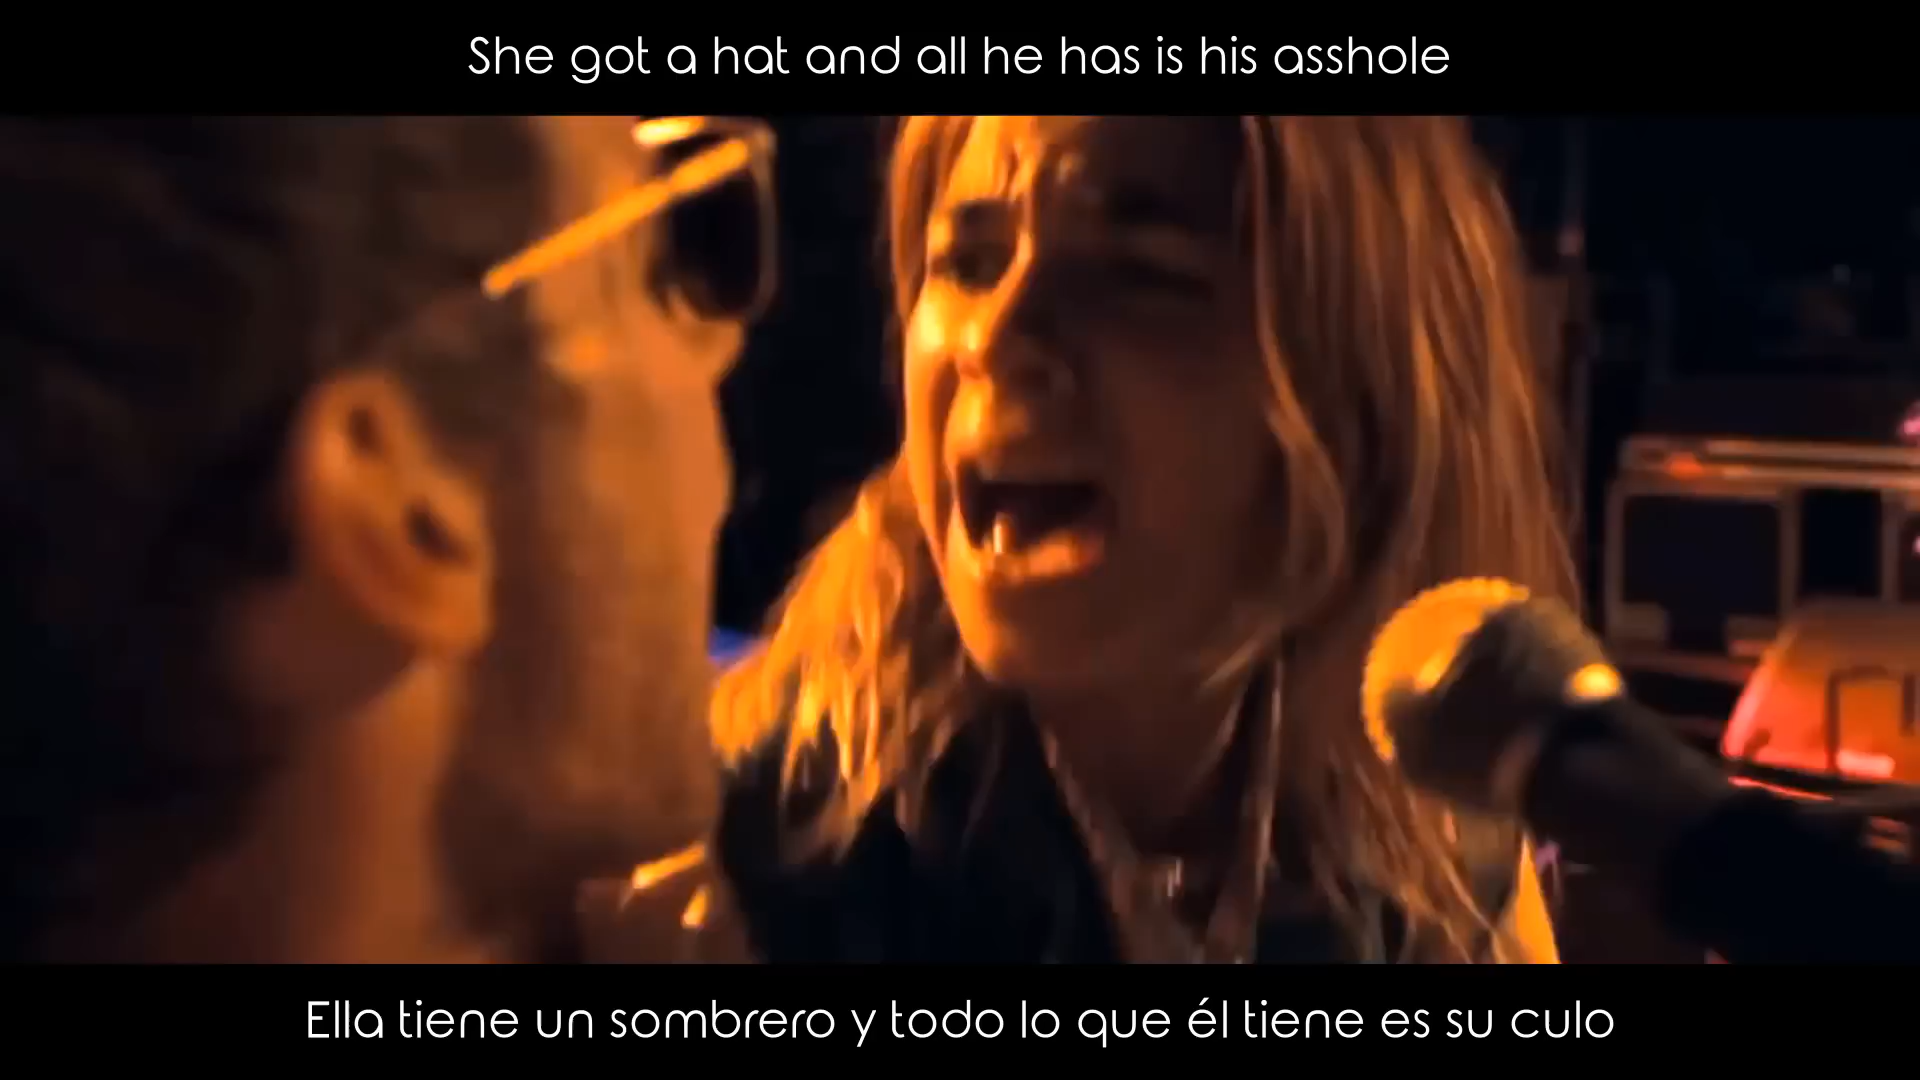 She got a hat and all he has is his asshole
Ella tiene un sombrero y todo lo que él tiene es su culo